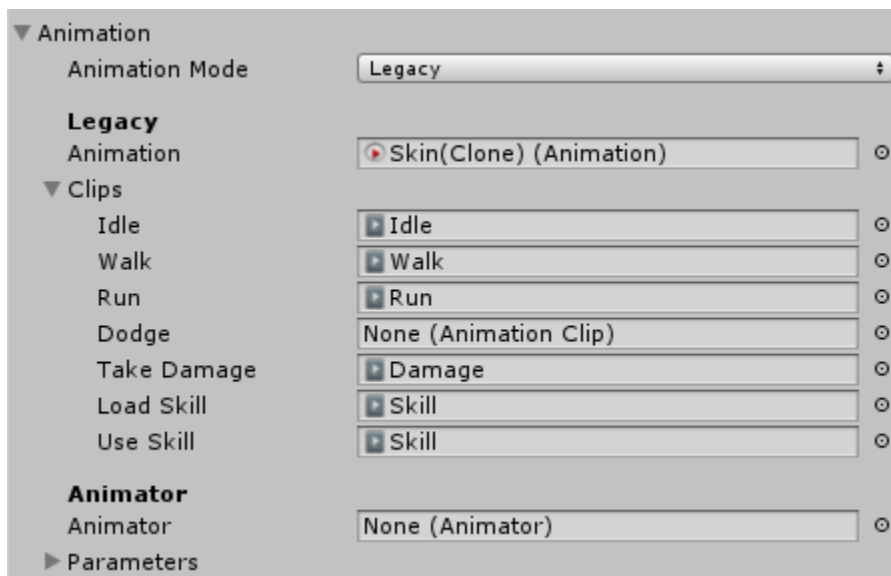 Animation
Animation Mode Legacy
Legacy
Animation Skin(Clone) (Animation)
Clips
Idle Idle
Walk Walk
Run Run
Dodge None (Animation Clip)
Take Damage Damage
Load Skill Skill
Use Skill Skill
Animator
Animator None (Animator)
Parameters